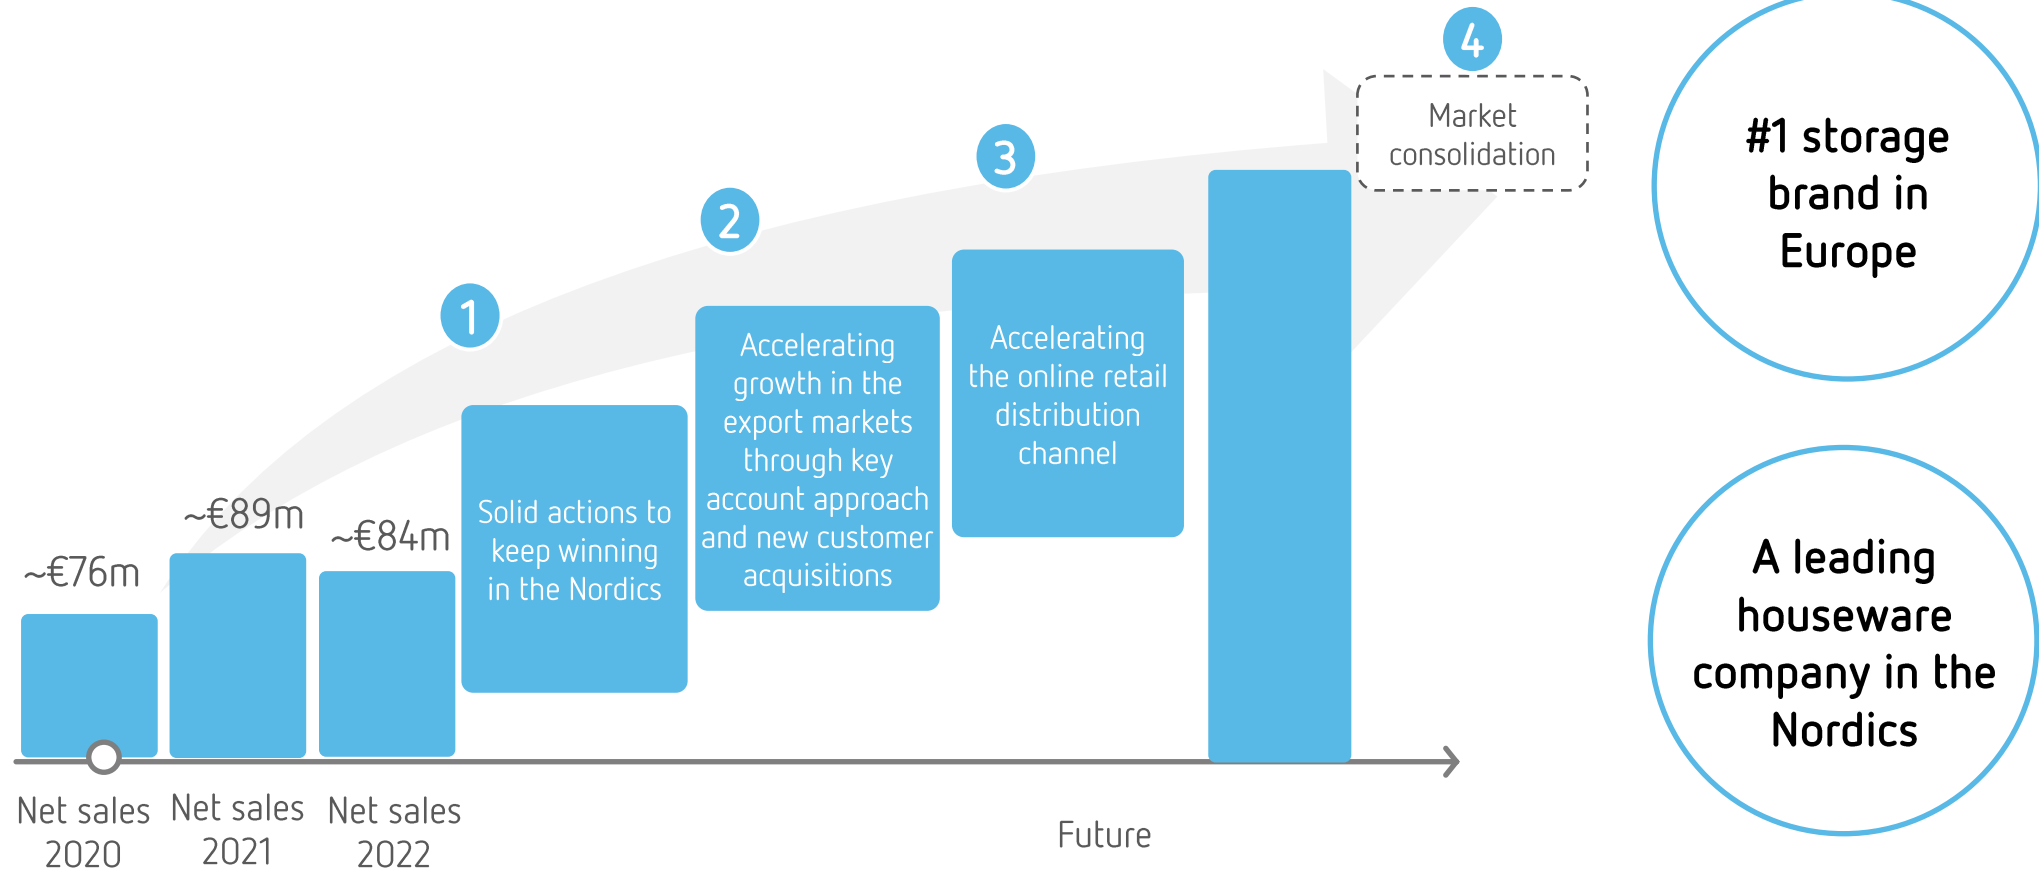 ~€76m
Net sales
2020
~€89m
Net sales
2021
~€84m
Net sales
2022
1
Solid actions to
keep winning
in the Nordics
2
Accelerating
growth in the
export markets
through key
account approach
and new customer
acquisitions
3
Accelerating
the online retail
distribution
channel
4
Market
consolidation
Future
#1 storage
brand in
Europe
A leading
houseware
company in the
Nordics